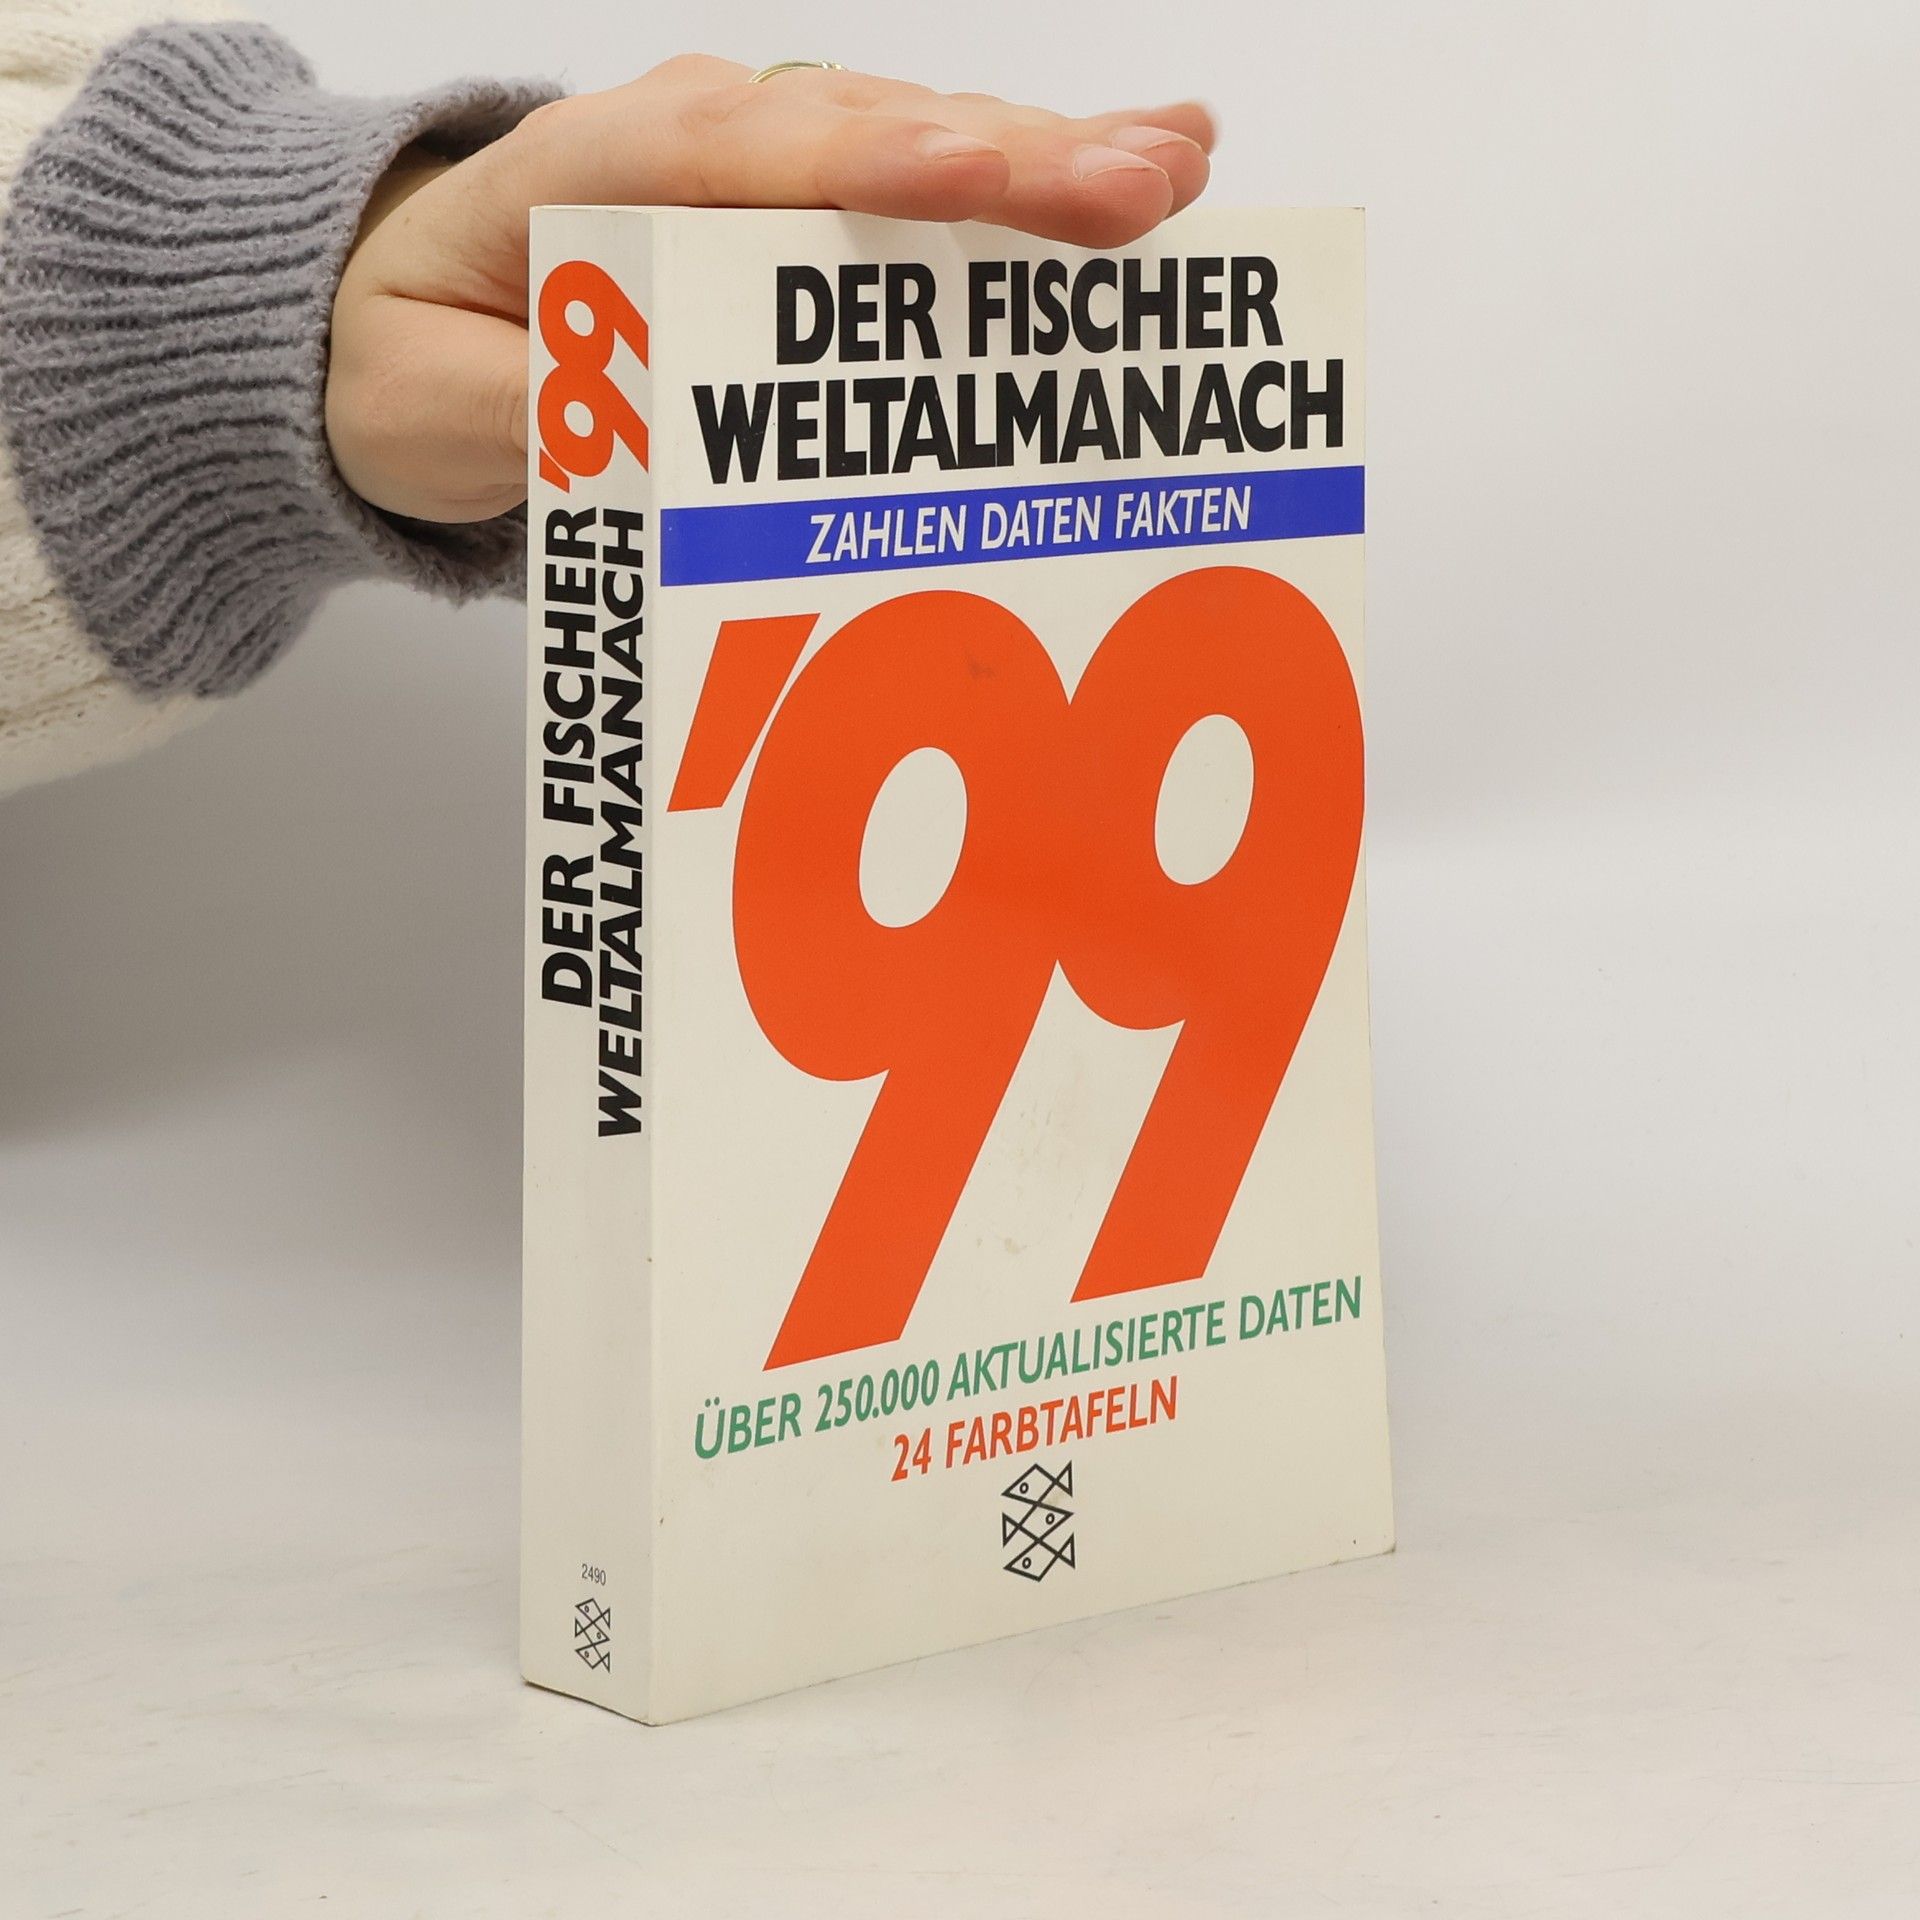 '99
DER FISCHER
WELTALMANACH
2490
DER FISCHER
WELTALMANACH
ZAHLEN DATEN FAKTEN
'99
ÜBER 250.000 AKTUALISIERTE DATEN
24 FARBTAFELN